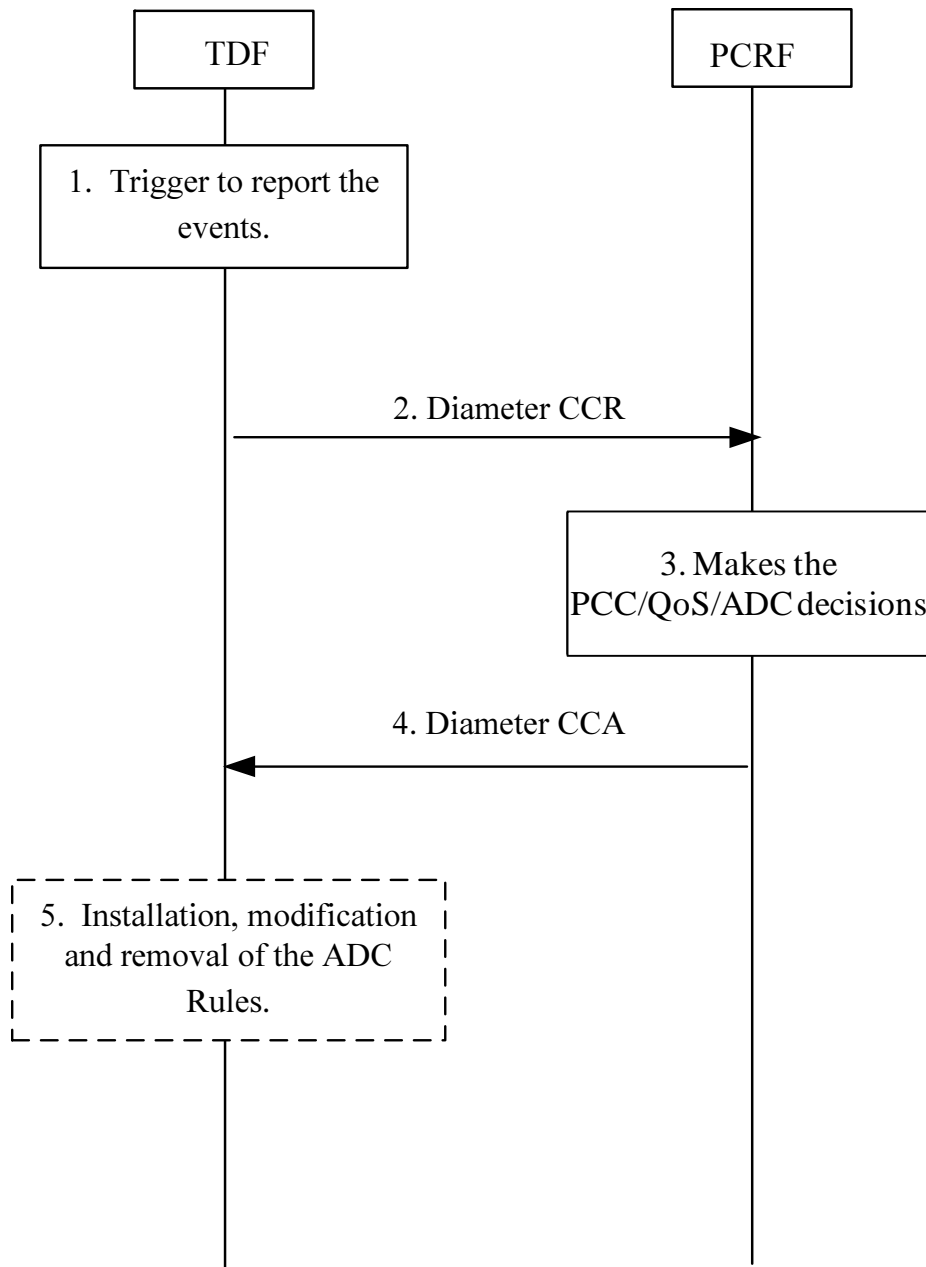 TDF
PCRF
1. Trigger to report the
events.
2. Diameter CCR
3. Makes the
PCC/QoS/ADC decisions
4. Diameter CCA
5. Installation, modification
and removal of the ADC
Rules.